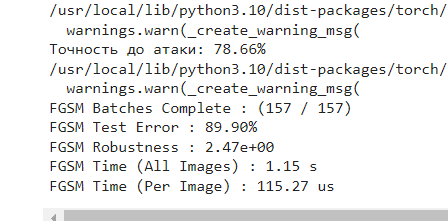 /usr/local/lib/python3.10/dist-packages/torch/
warnings.warn(_create_warning_msg(
Точность до атаки: 78.66%
/usr/local/lib/python3.10/dist-packages/torch/
warnings.warn(_create_warning_msg(
FGSM Batches Complete : (157 / 157)
FGSM Test Error : 89.90%
FGSM Robustness : 2.47e+00
FGSM Time (All Images) : 1.15 s
FGSM Time (Per Image) : 115.27 us